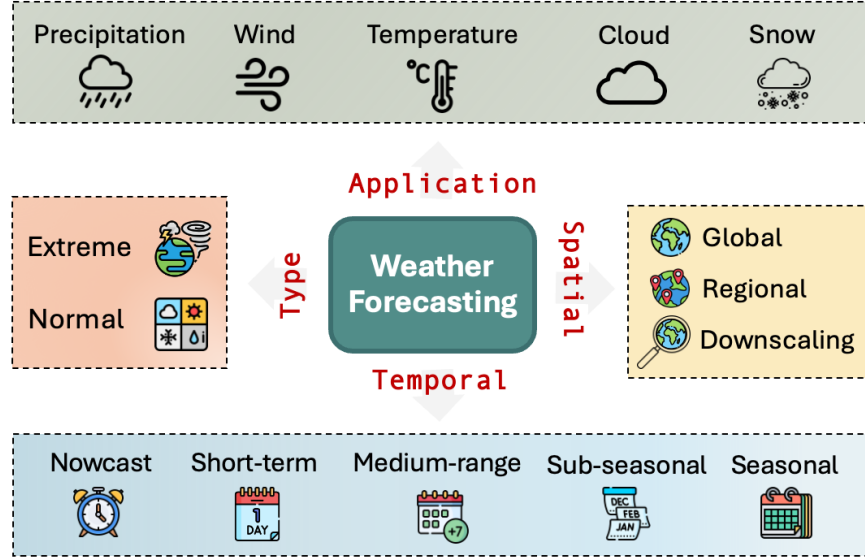 Precipitation Wind Temperature Cloud Snow
°C
Application
Extreme
Normal
Type
Weather
Forecasting
Spatial
Global
Regional
Downscaling
Temporal
Nowcast Short-term Medium-range Sub-seasonal Seasonal
1
DAY
+7
DEC
FEB
JAN